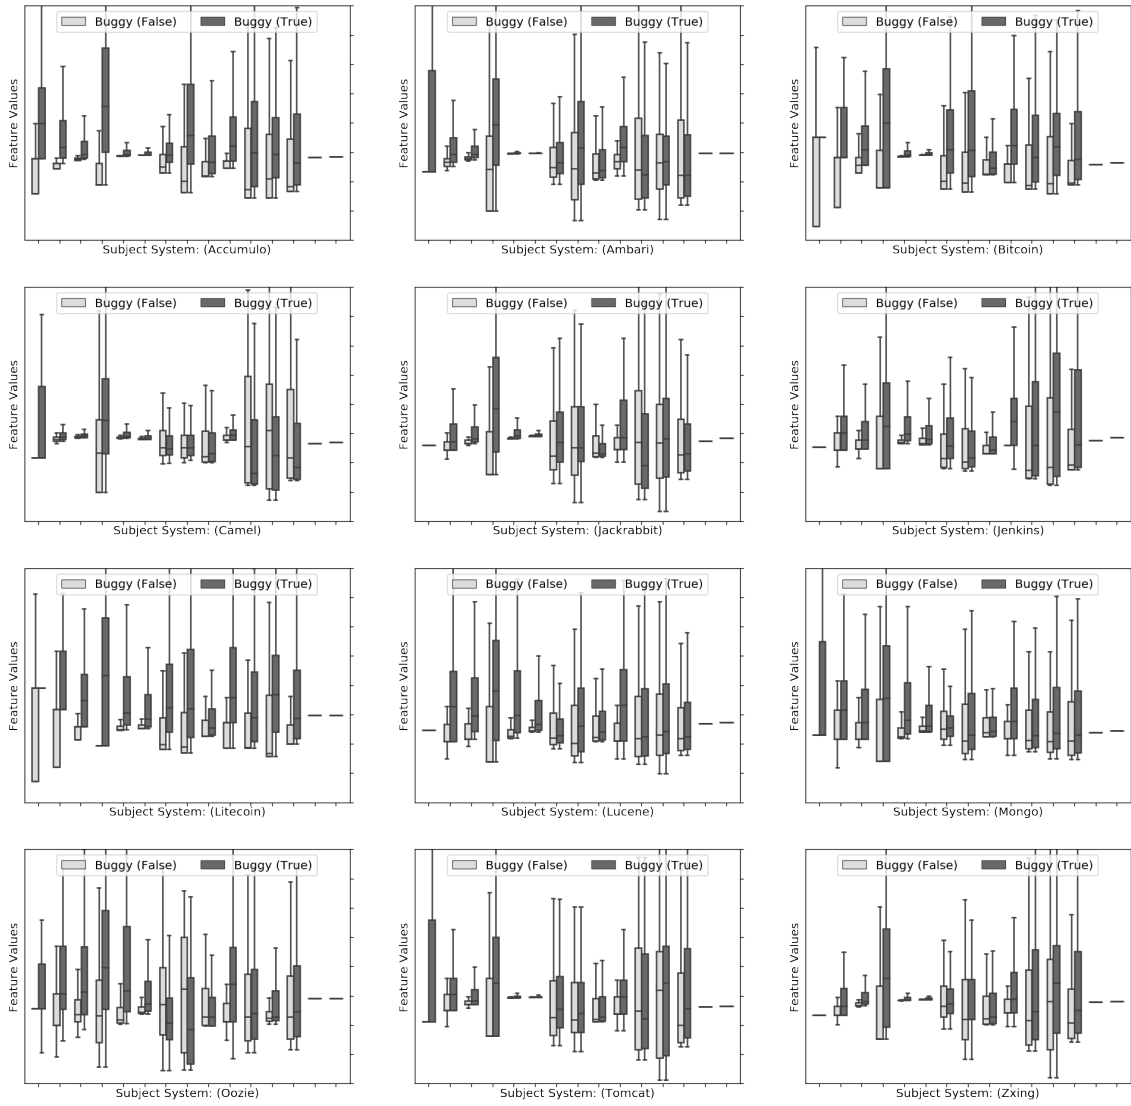 Buggy (False) Buggy (True)
Feature Values
Subject System: (Accumulo)
Buggy (False) Buggy (True)
Feature Values
Subject System: (Ambari)
Buggy (False) Buggy (True)
Feature Values
Subject System: (Bitcoin)
Buggy (False) Buggy (True)
Feature Values
Subject System: (Camel)
Buggy (False) Buggy (True)
Feature Values
Subject System: (Jackrabbit)
Buggy (False) Buggy (True)
Feature Values
Subject System: (Jenkins)
Buggy (False) Buggy (True)
Feature Values
Subject System: (Litecoin)
Buggy (False) Buggy (True)
Feature Values
Subject System: (Lucene)
Buggy (False) Buggy (True)
Feature Values
Subject System: (Mongo)
Buggy (False) Buggy (True)
Feature Values
Subject System: (Oozie)
Buggy (False) Buggy (True)
Feature Values
Subject System: (Tomcat)
Buggy (False) Buggy (True)
Feature Values
Subject System: (Zxing)